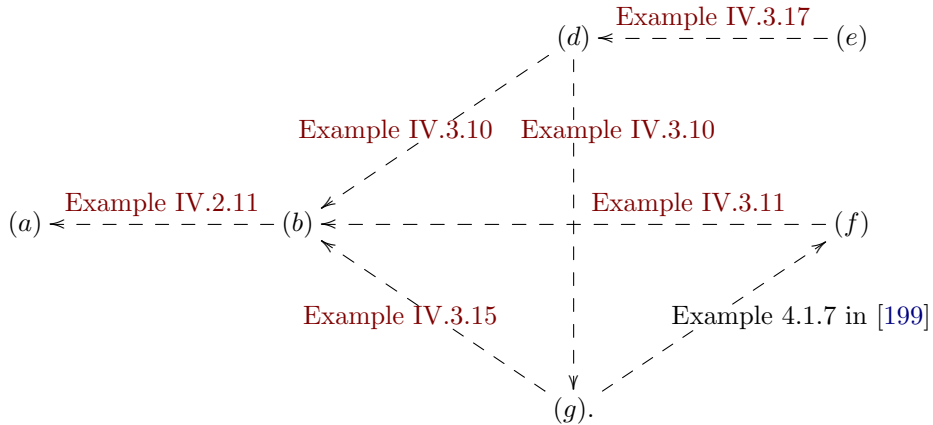 Example IV.3.17
(d) (e)
Example IV.3.10 Example IV.3.10
Example IV.2.11 Example IV.3.11
(a) (b) (f)
Example IV.3.15 Example 4.1.7 in [199]
(g).